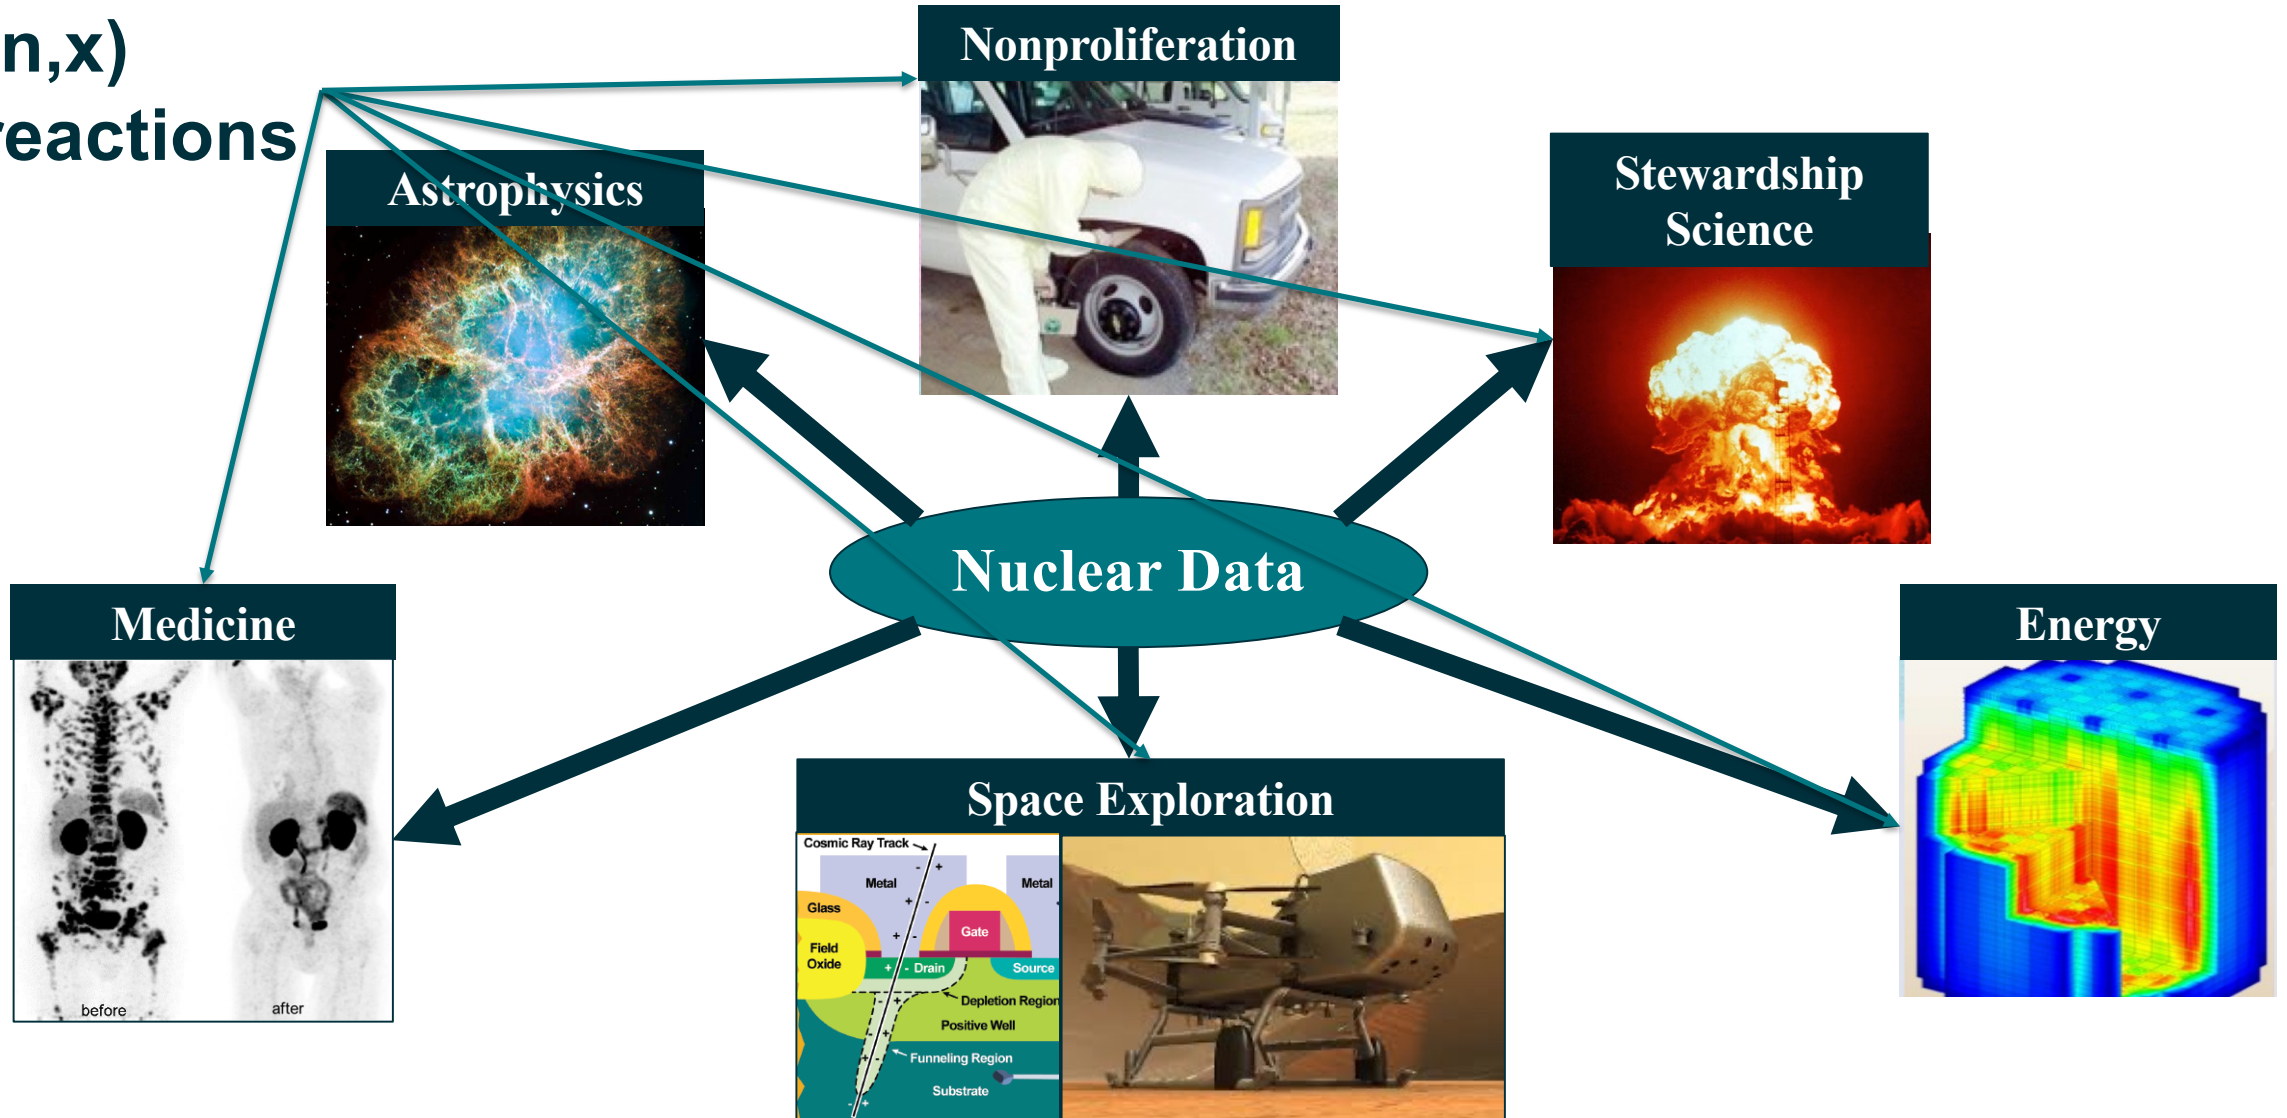 n,x)
reactions
Nonproliferation
Astrophysics
Stewardship
Science
Nuclear Data
Medicine
Energy
before
after
Space Exploration
Cosmic Ray Track
- +
Metal
Metal
+ -
Glass
+ -
Gate
Field
Oxide
+ - Drain
Source
- +
Depletion Region
Positive Well
- +
+ -
Funneling Region
Substrate
- +